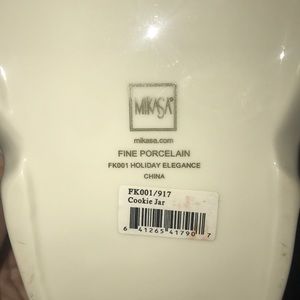 MIKASA®
mikasa.com
FINE PORCELAIN
FK001 HOLIDAY ELEGANCE
CHINA
FK001/917
Cookie Jar
6 41265 41790 7